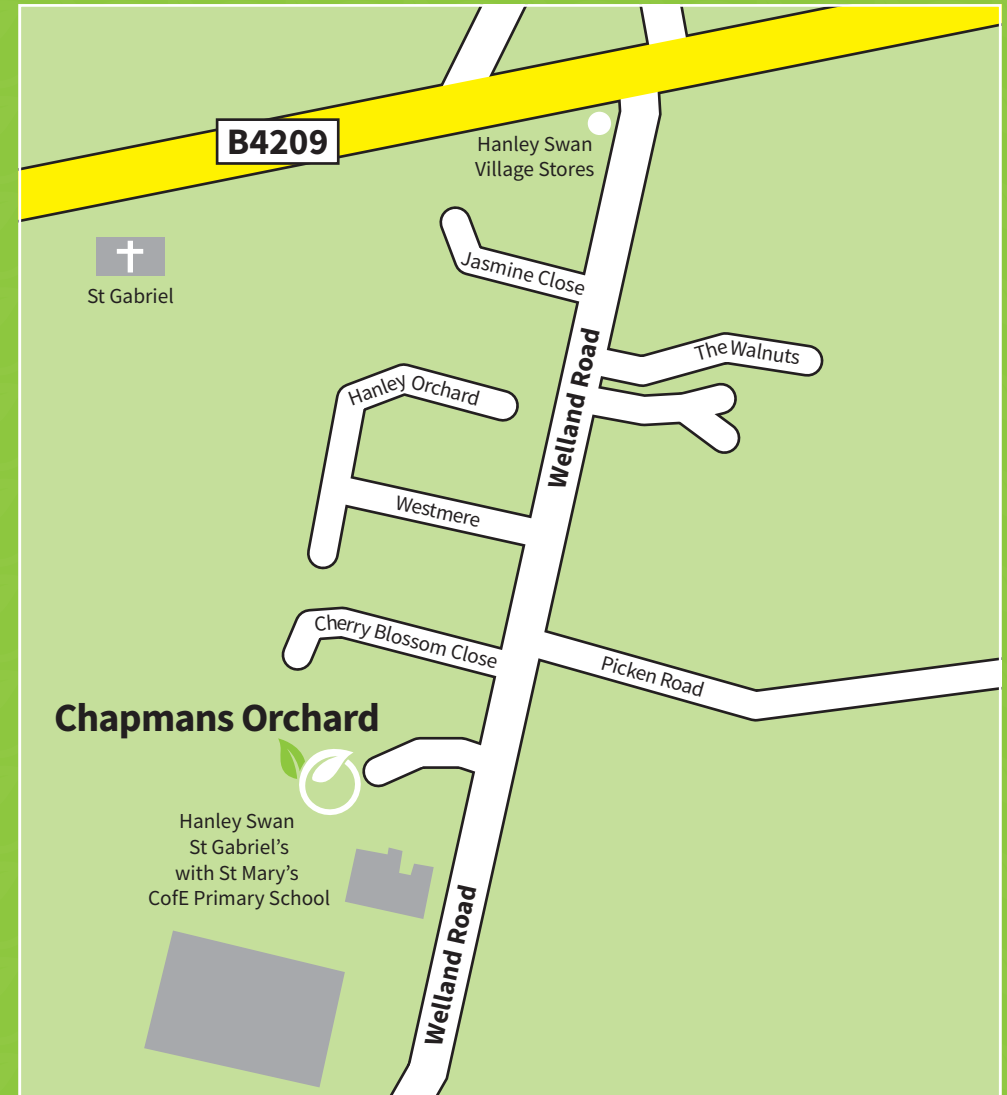 B4209
Hanley Swan
Village Stores
St Gabriel
Jasmine Close
The Walnuts
Welland Road
Hanley Orchard
Westmere
Cherry Blossom Close
Picken Road
Chapmans Orchard
Hanley Swan
St Gabriel's
with St Mary's
CofE Primary School
Welland Road